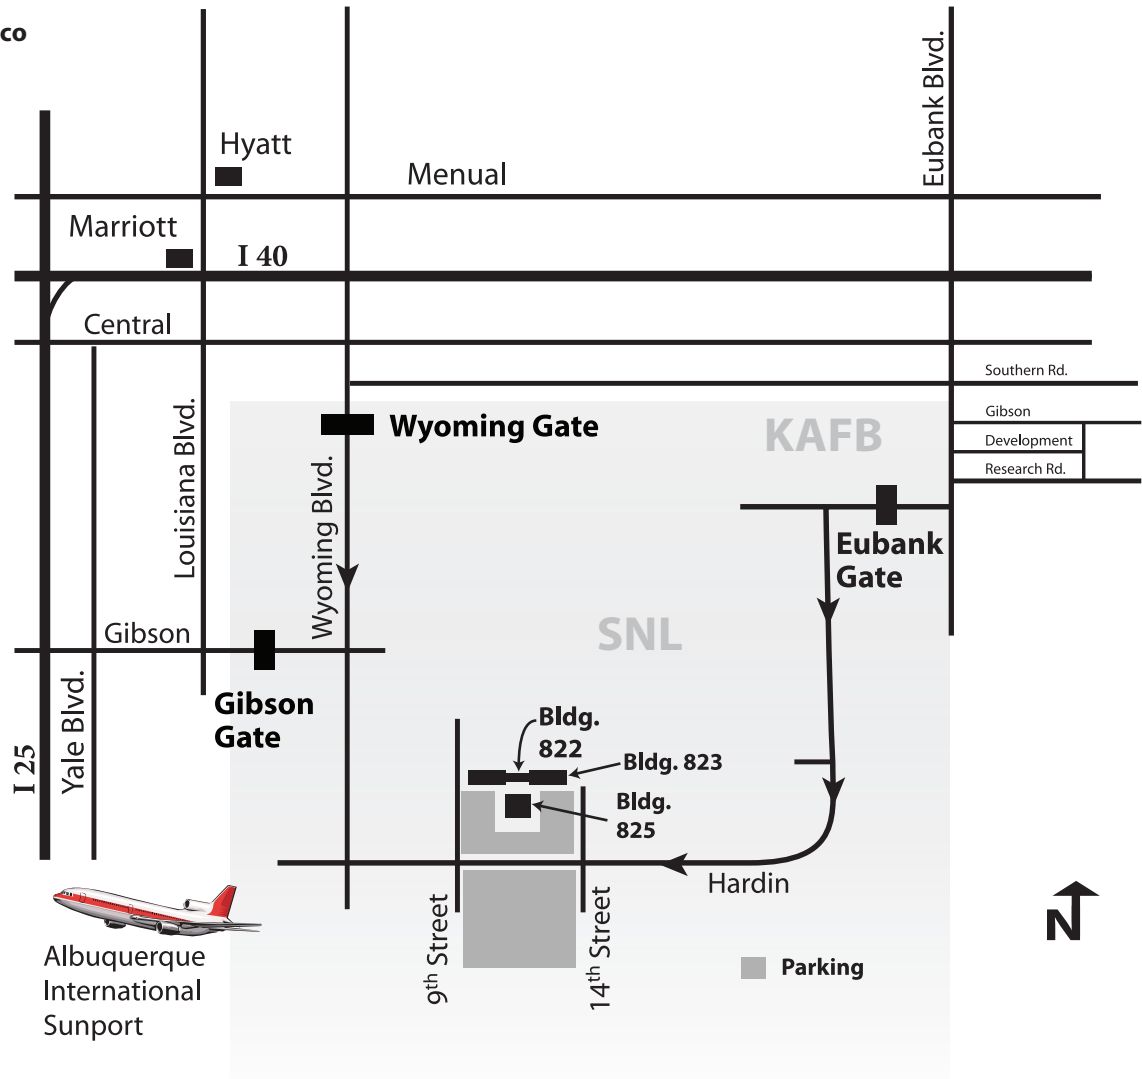 co
Eubank Blvd.
Hyatt
Menual
Marriott
I 40
Central
Southern Rd.
Gibson
Development
Research Rd.
Wyoming Gate
KAFB
Louisiana Blvd.
Wyoming Blvd.
Eubank
Gate
SNL
Gibson
Gibson
Gate
I 25
Yale Blvd.
Bldg.
822
Bldg. 823
Bldg.
825
Hardin
9th Street
14th Street
N
Parking
Albuquerque
International
Sunport